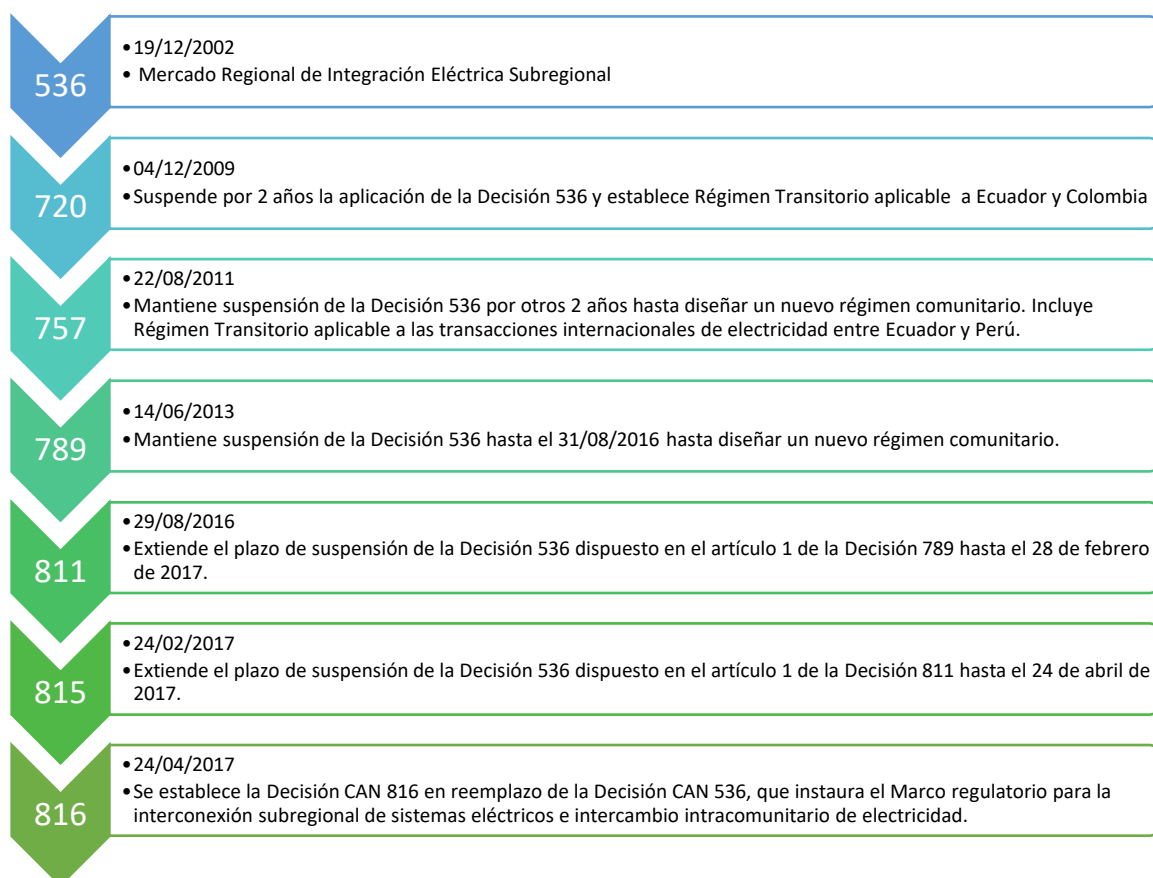 536
•19/12/2002
• Mercado Regional de Integración Eléctrica Subregional
720
•04/12/2009
•Suspende por 2 años la aplicación de la Decisión 536 y establece Régimen Transitorio aplicable a Ecuador y Colombia
757
•22/08/2011
•Mantiene suspensión de la Decisión 536 por otros 2 años hasta diseñar un nuevo régimen comunitario. Incluye
Régimen Transitorio aplicable a las transacciones internacionales de electricidad entre Ecuador y Perú.
789
•14/06/2013
•Mantiene suspensión de la Decisión 536 hasta el 31/08/2016 hasta diseñar un nuevo régimen comunitario.
811
•29/08/2016
•Extiende el plazo de suspensión de la Decisión 536 dispuesto en el artículo 1 de la Decisión 789 hasta el 28 de febrero
de 2017.
815
•24/02/2017
•Extiende el plazo de suspensión de la Decisión 536 dispuesto en el artículo 1 de la Decisión 811 hasta el 24 de abril de
2017.
816
•24/04/2017
•Se establece la Decisión CAN 816 en reemplazo de la Decisión CAN 536, que instaura el Marco regulatorio para la
interconexión subregional de sistemas eléctricos e intercambio intracomunitario de electricidad.